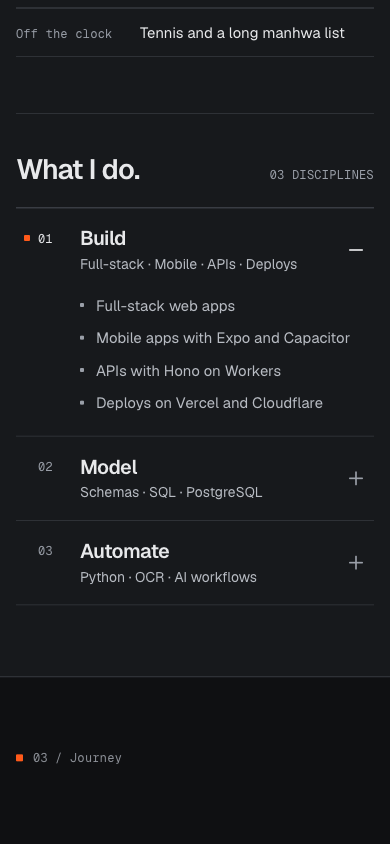 Off the clock Tennis and a long manhwa list
What I do.
03 DISCIPLINES
01 Build
Full-stack · Mobile · APIs · Deploys
Full-stack web apps
Mobile apps with Expo and Capacitor
APIs with Hono on Workers
Deploys on Vercel and Cloudflare
02 Model
Schemas · SQL · PostgreSQL
03 Automate
Python · OCR · AI workflows
03 / Journey